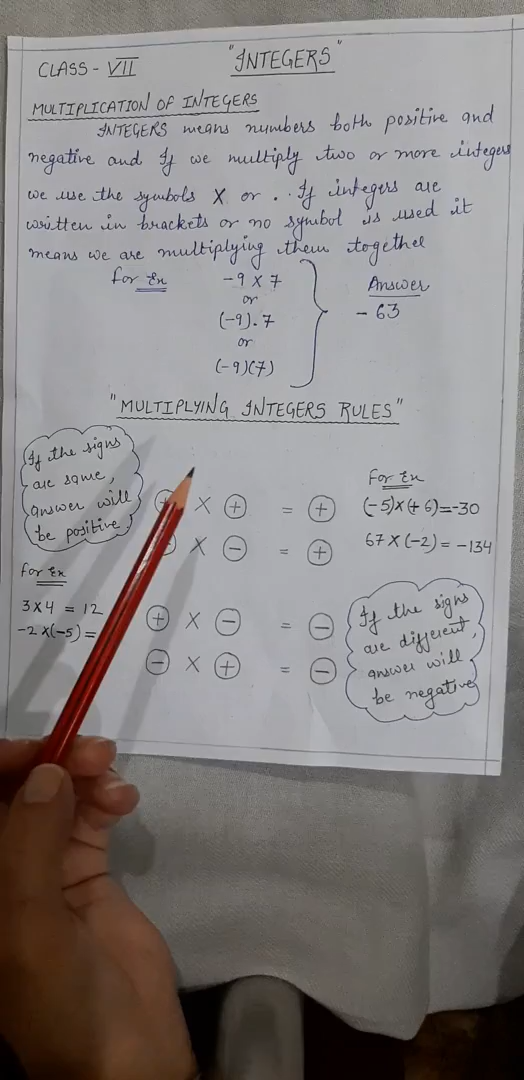 CLASS - VII
"INTEGERS"
MULTIPLICATION OF INTEGERS
INTEGERS means numbers both positive and
negative and If we multiply two or more integers
we use the symbols X or . . If integers are
written in brackets or no symbol is used it
means we are multiplying them together
for Ex
-9 X 7
or
(-9). 7
or
(-9)(7)
Answer
- 63
"MULTIPLYING INTEGERS RULES"
If the signs
are same,
answer will
be positive
+ X + = +
X - = +
For Ex
(-5)×(+6)=-30
67 X (-2) = -134
for Ex
3 X 4 = 12
-2 X (-5) =
+ X - = -
- X + = -
If the signs
are different,
answer will
be negative